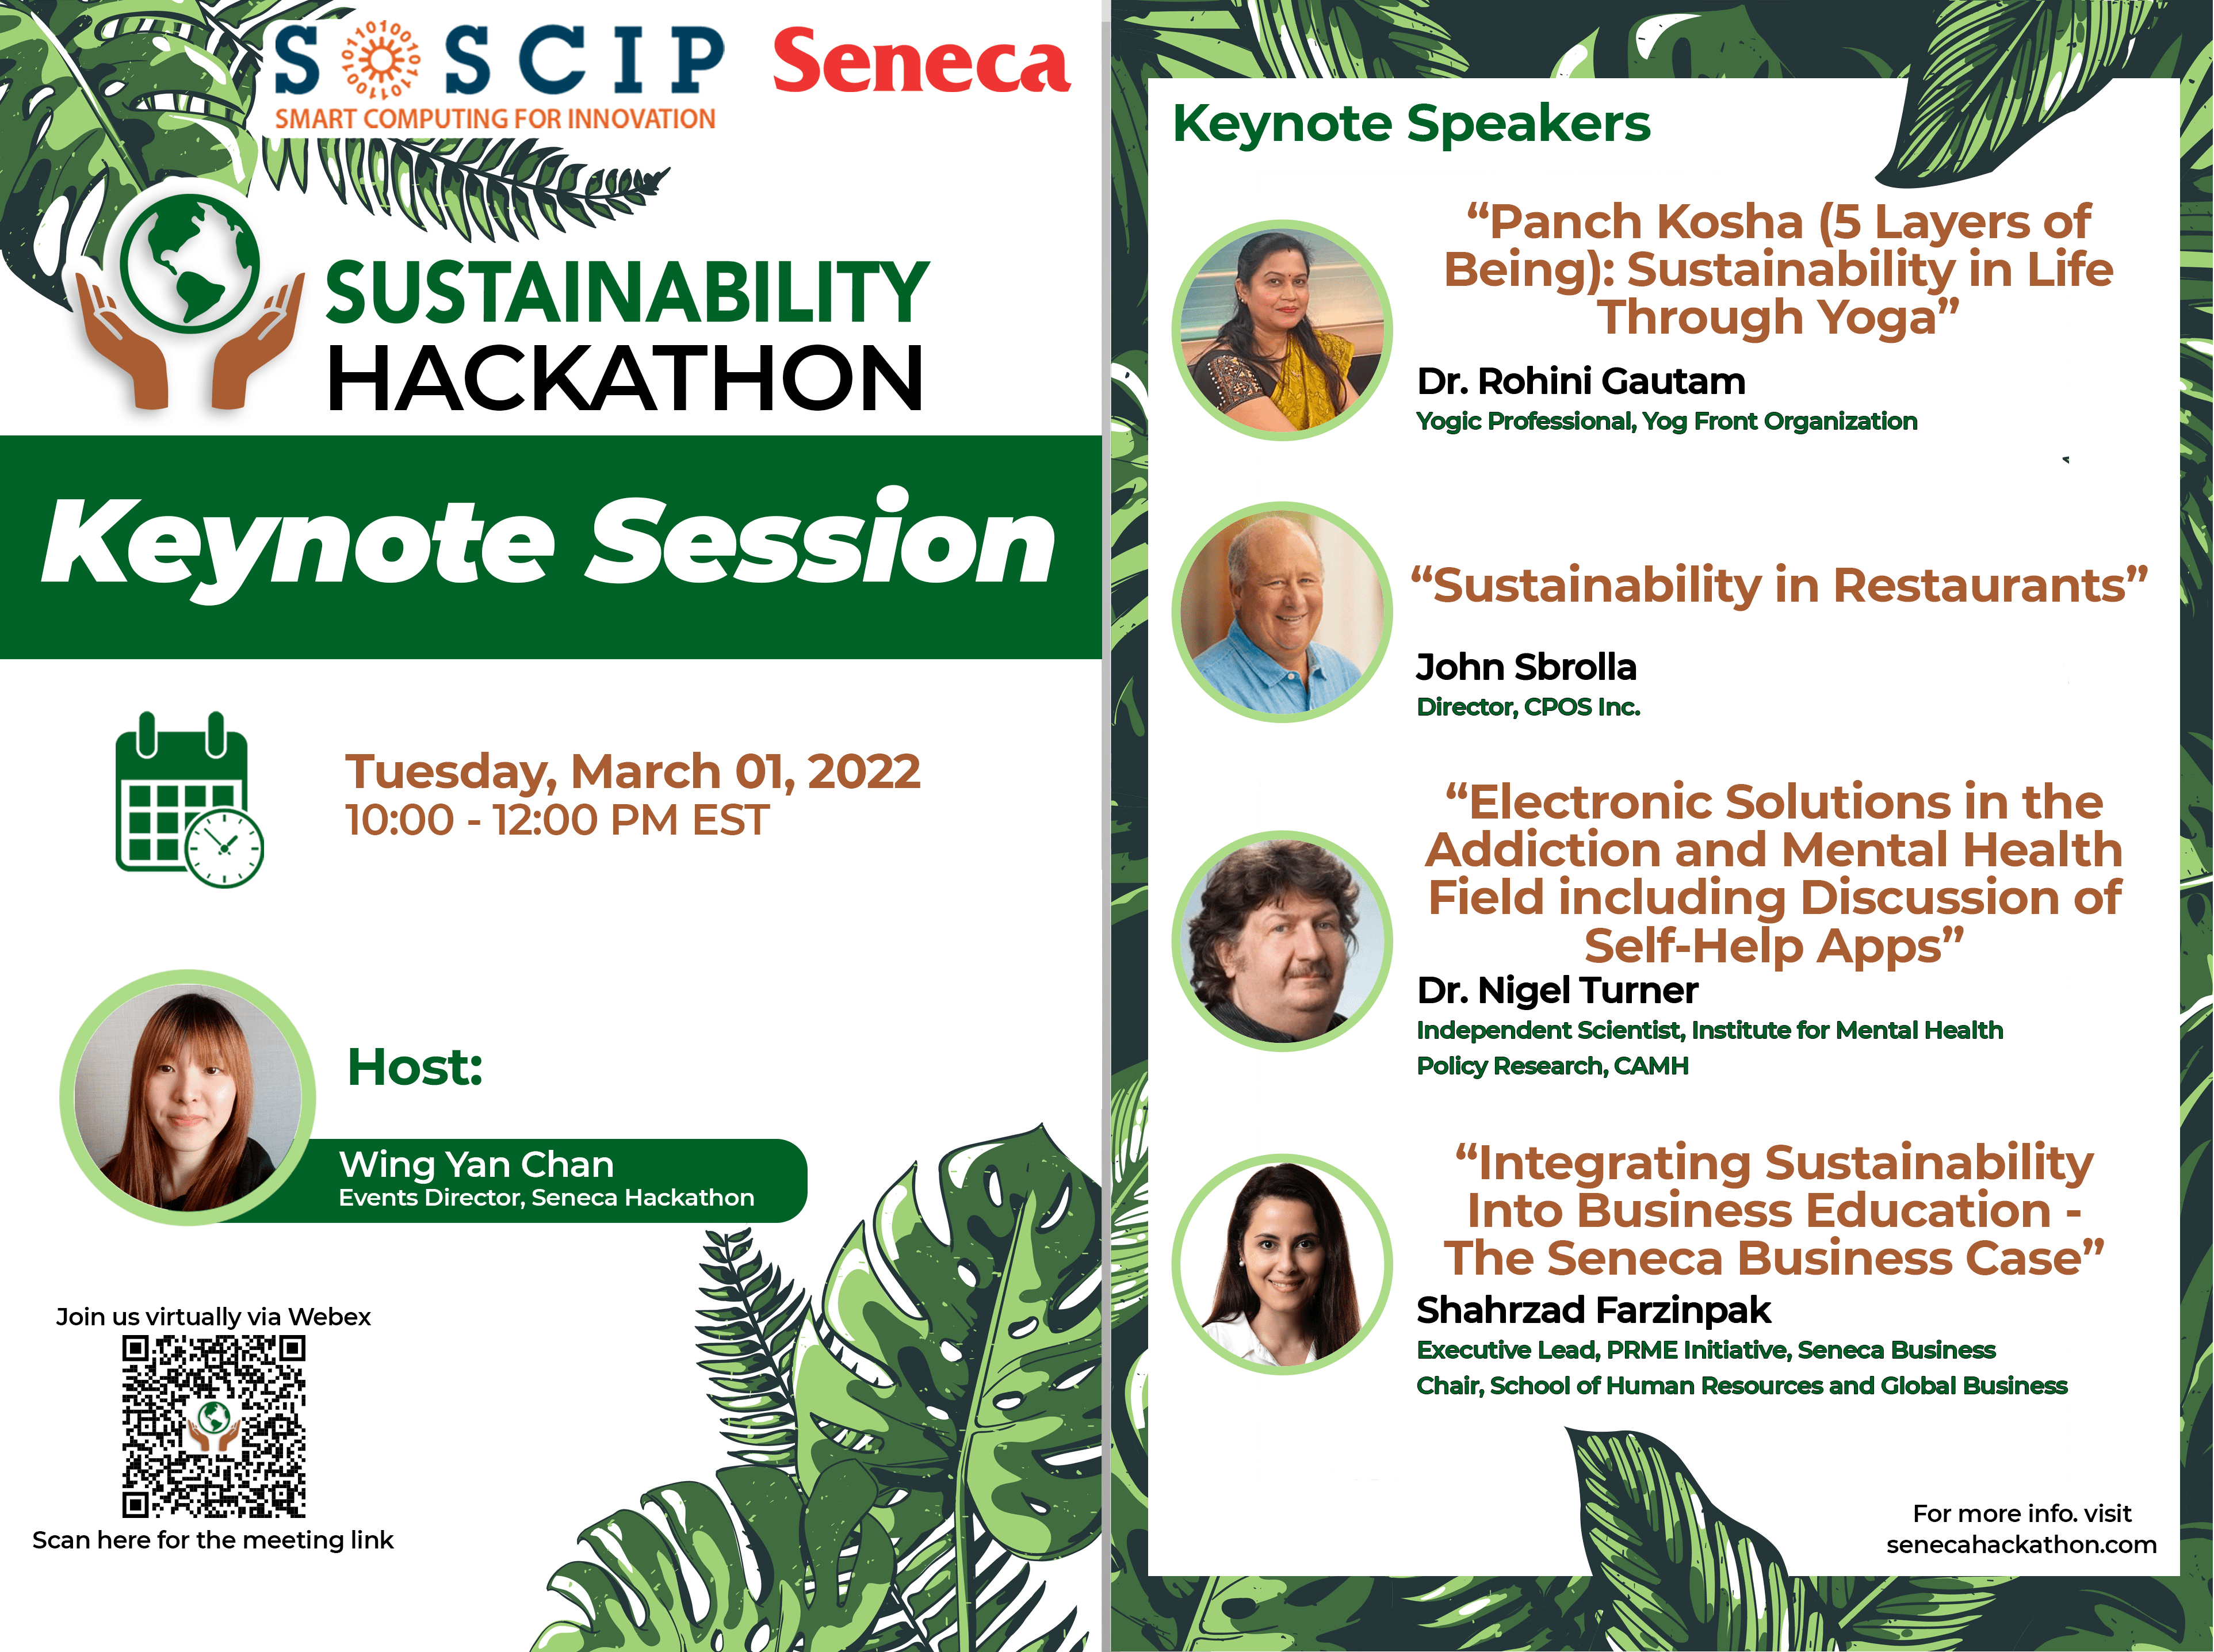 SOSCIP
SMART COMPUTING FOR INNOVATION
Seneca
SUSTAINABILITY
HACKATHON
Keynote Session
Tuesday, March 01, 2022
10:00 - 12:00 PM EST
Host:
Wing Yan Chan
Events Director, Seneca Hackathon
Join us virtually via Webex
Scan here for the meeting link
Keynote Speakers
“Panch Kosha (5 Layers of
Being): Sustainability in Life
Through Yoga”
Dr. Rohini Gautam
Yogic Professional, Yog Front Organization
“Sustainability in Restaurants”
John Sbrolla
Director, CPOS Inc.
“Electronic Solutions in the
Addiction and Mental Health
Field including Discussion of
Self-Help Apps”
Dr. Nigel Turner
Independent Scientist, Institute for Mental Health
Policy Research, CAMH
“Integrating Sustainability
Into Business Education -
The Seneca Business Case”
Shahrzad Farzinpak
Executive Lead, PRME Initiative, Seneca Business
Chair, School of Human Resources and Global Business
For more info. visit
senecahackathon.com